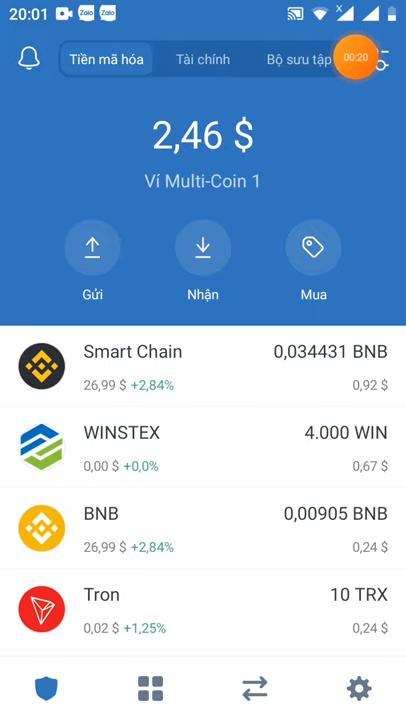 20:01 Zalo Zalo
Tiền mã hóa Tài chính Bộ sưu tập 00:20
2,46 $
Ví Multi-Coin 1
Gửi Nhận Mua
Smart Chain 0,034431 BNB
26,99 $ +2,84% 0,92 $
WINSTEX 4.000 WIN
0,00 $ +0,0% 0,67 $
BNB 0,00905 BNB
26,99 $ +2,84% 0,24 $
Tron 10 TRX
0,02 $ +1,25% 0,24 $